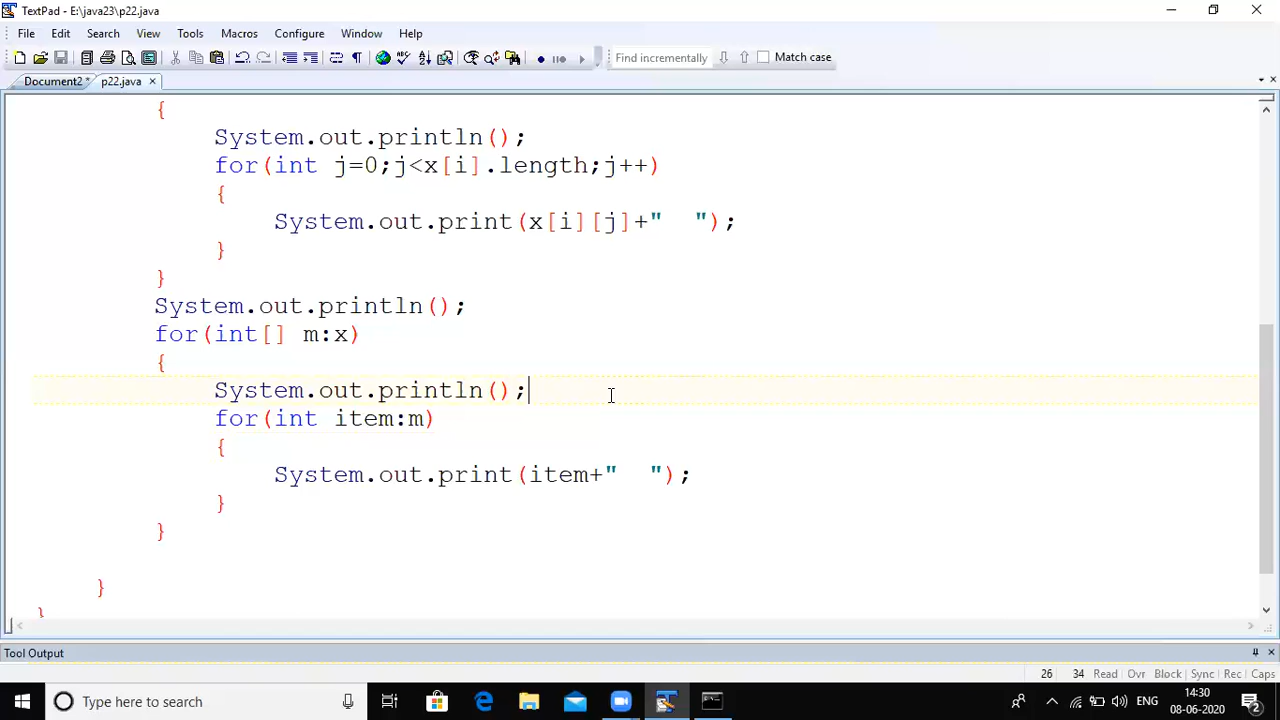 TextPad - E:\java23\p22.java
File Edit Search View Tools Macros Configure Window Help
Find incrementally Match case
Document2 * p22.java
{
System.out.println();
for(int j=0;j<x[i].length;j++)
{
System.out.print(x[i][j]+"  ");
}
}
System.out.println();
for(int[] m:x)
{
System.out.println();
for(int item:m)
{
System.out.print(item+"  ");
}
}
}
}
Tool Output
26 34 Read Ovr Block Sync Rec Caps
Type here to search
ENG
14:30
08-06-2020
2